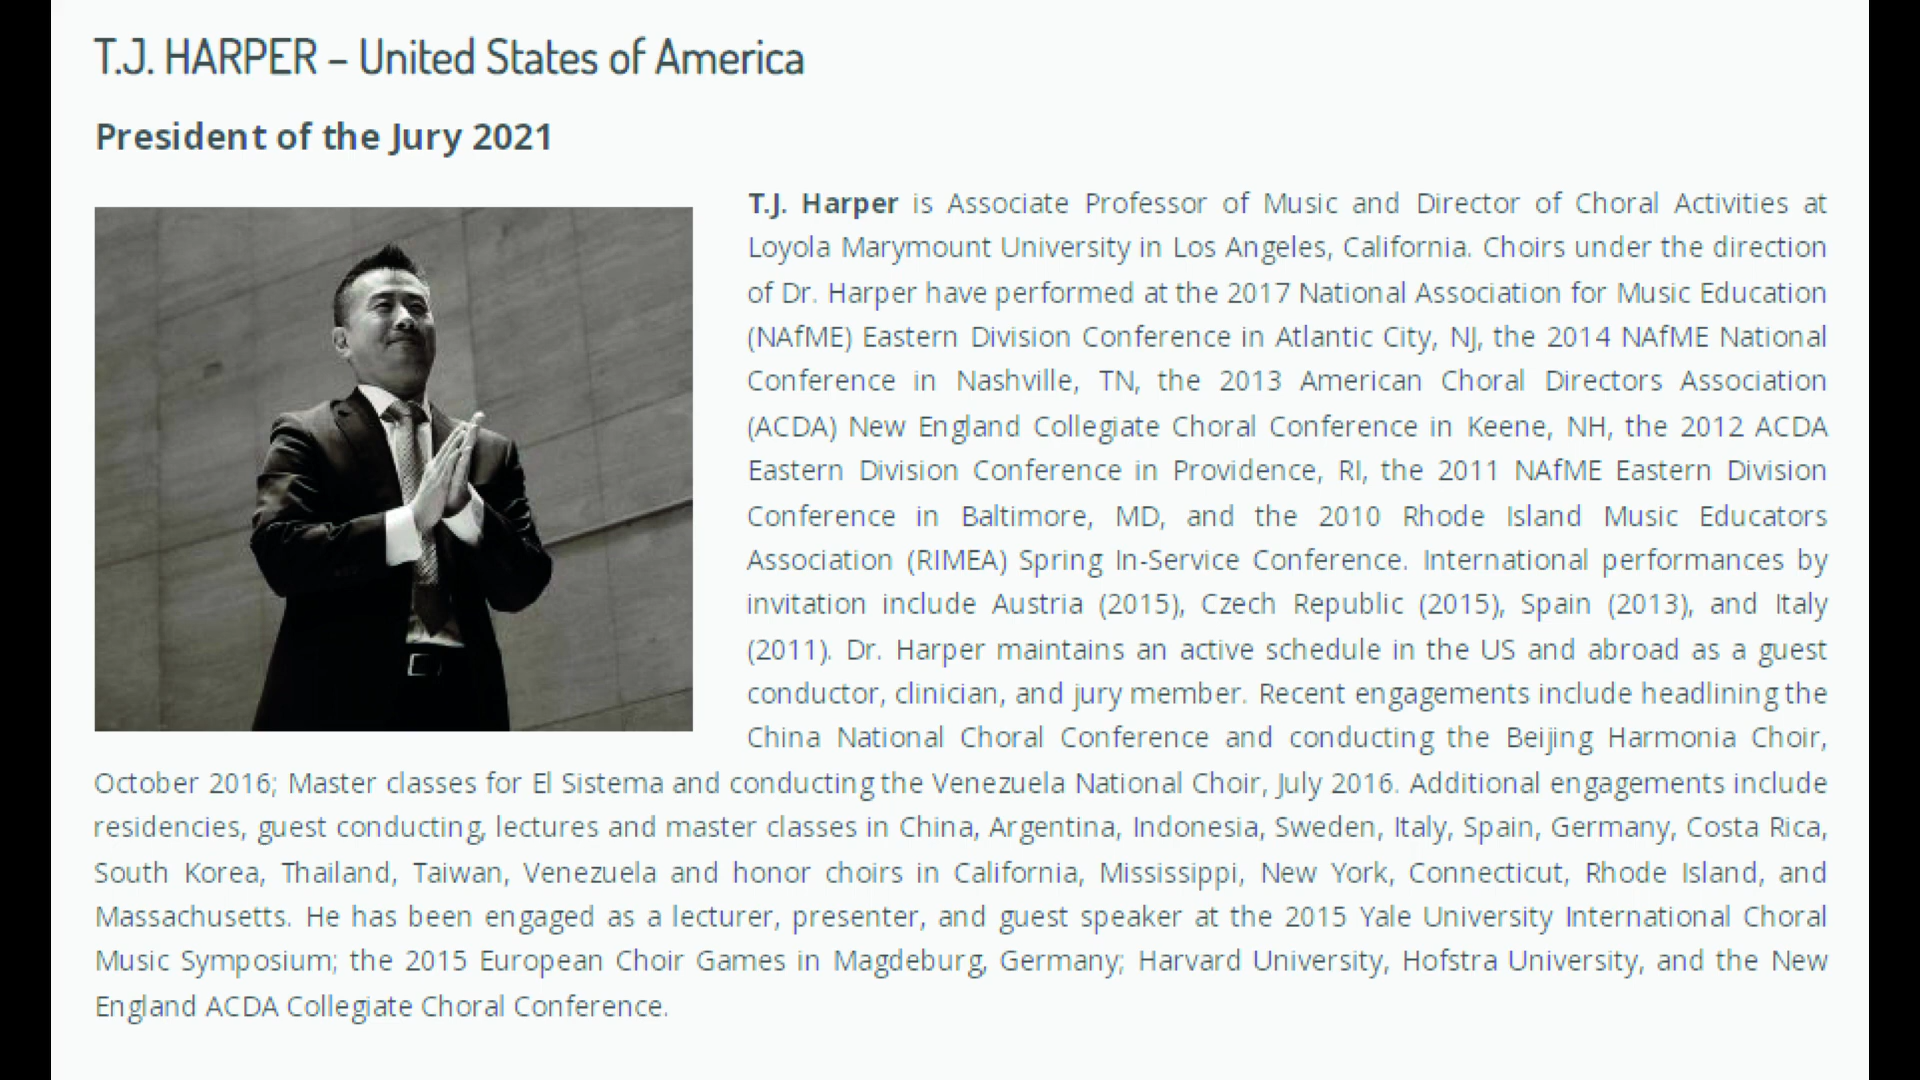 T.J. HARPER – United States of America
President of the Jury 2021
T.J. Harper is Associate Professor of Music and Director of Choral Activities at
Loyola Marymount University in Los Angeles, California. Choirs under the direction
of Dr. Harper have performed at the 2017 National Association for Music Education
(NAfME) Eastern Division Conference in Atlantic City, NJ, the 2014 NAfME National
Conference in Nashville, TN, the 2013 American Choral Directors Association
(ACDA) New England Collegiate Choral Conference in Keene, NH, the 2012 ACDA
Eastern Division Conference in Providence, RI, the 2011 NAfME Eastern Division
Conference in Baltimore, MD, and the 2010 Rhode Island Music Educators
Association (RIMEA) Spring In-Service Conference. International performances by
invitation include Austria (2015), Czech Republic (2015), Spain (2013), and Italy
(2011). Dr. Harper maintains an active schedule in the US and abroad as a guest
conductor, clinician, and jury member. Recent engagements include headlining the
China National Choral Conference and conducting the Beijing Harmonia Choir,
October 2016; Master classes for El Sistema and conducting the Venezuela National Choir, July 2016. Additional engagements include
residencies, guest conducting, lectures and master classes in China, Argentina, Indonesia, Sweden, Italy, Spain, Germany, Costa Rica,
South Korea, Thailand, Taiwan, Venezuela and honor choirs in California, Mississippi, New York, Connecticut, Rhode Island, and
Massachusetts. He has been engaged as a lecturer, presenter, and guest speaker at the 2015 Yale University International Choral
Music Symposium; the 2015 European Choir Games in Magdeburg, Germany; Harvard University, Hofstra University, and the New
England ACDA Collegiate Choral Conference.